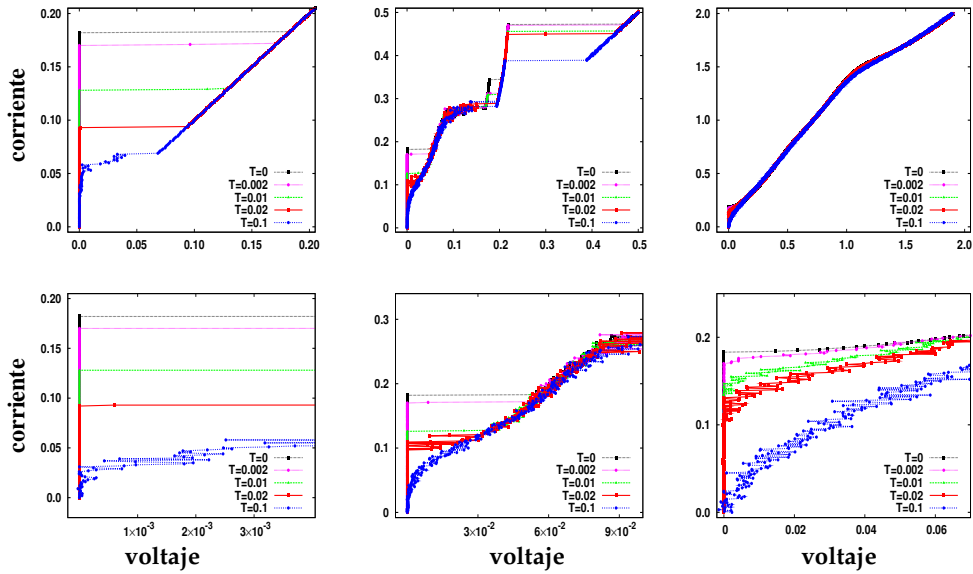 corriente
0.20
0.15
0.10
0.05
0.0
0.0 0.05 0.10 0.15 0.20
T=0
T=0.002
T=0.01
T=0.02
T=0.1
0.5
0.4
0.3
0.2
0.1
0
0 0.1 0.2 0.3 0.4 0.5
T=0
T=0.002
T=0.01
T=0.02
T=0.1
2.0
1.5
1.0
0.5
0.0
0.0 0.5 1.0 1.5 2.0
T=0
T=0.002
T=0.01
T=0.02
T=0.1
corriente
0.20
0.15
0.10
0.05
0.0
1×10⁻³ 2×10⁻³ 3×10⁻³
T=0
T=0.002
T=0.01
T=0.02
T=0.1
voltaje
0.3
0.2
0.1
0
3×10⁻² 6×10⁻² 9×10⁻²
T=0
T=0.002
T=0.01
T=0.02
T=0.1
voltaje
0.2
0.1
0.0
0.0 0.02 0.04 0.06
T=0
T=0.002
T=0.01
T=0.02
T=0.1
voltaje